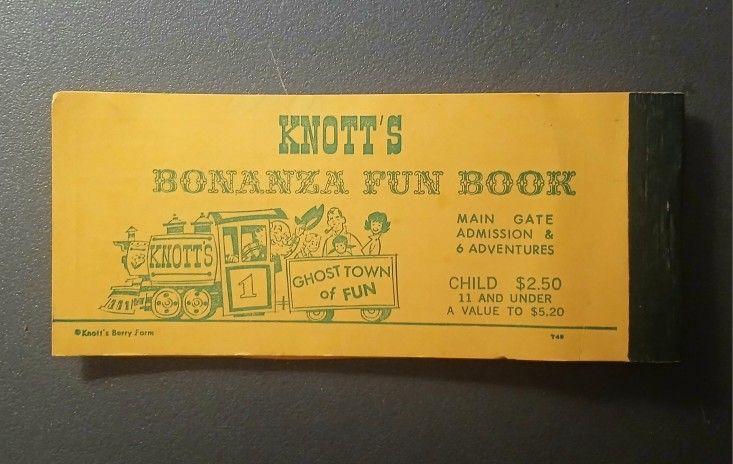 KNOTT'S
BONANZA FUN BOOK
MAIN GATE
ADMISSION &
6 ADVENTURES
KNOTT'S
1
GHOST TOWN
of FUN
CHILD $2.50
11 AND UNDER
A VALUE TO $5.20
© Knott's Berry Farm
T48